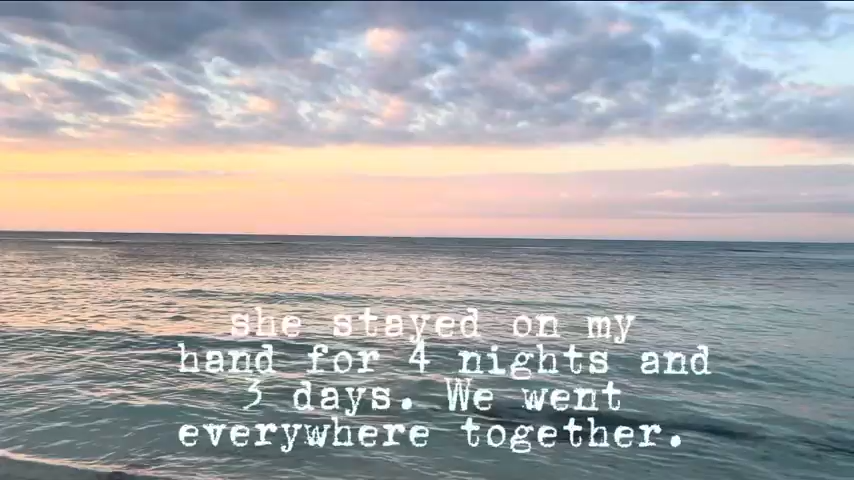 she stayed on my
hand for 4 nights and
3 days. We went
everywhere together.